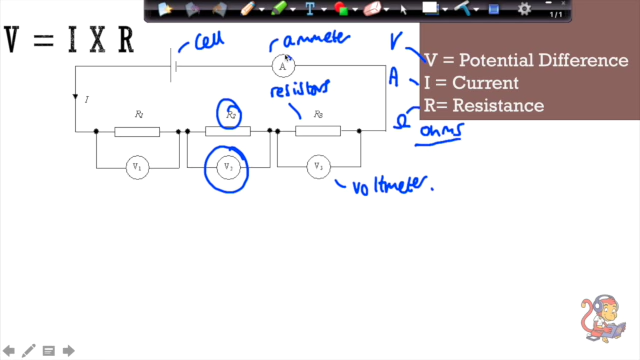 V = I X R
cell
ammeter
A
I
resistors
R1
R2
R3
V1
V2
V3
voltmeter.
V
A
Ω
V = Potential Difference
I = Current
R= Resistance
ohms
T
1/1